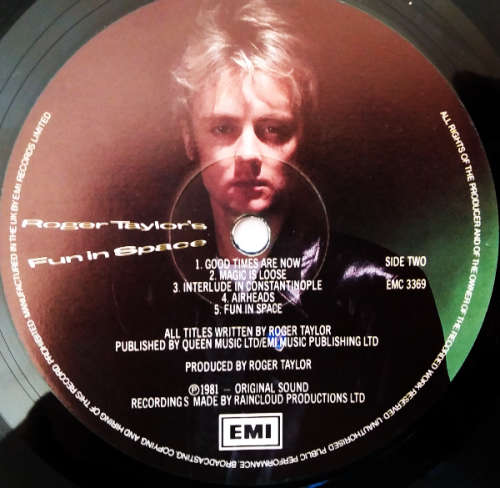 Roger Taylor's
Fun in Space
1. GOOD TIMES ARE NOW
2. MAGIC IS LOOSE
3. INTERLUDE IN CONSTANTINOPLE
4. AIRHEADS
5. FUN IN SPACE
SIDE TWO
EMC 3369
ALL TITLES WRITTEN BY ROGER TAYLOR
PUBLISHED BY QUEEN MUSIC LTD/EMI MUSIC PUBLISHING LTD
PRODUCED BY ROGER TAYLOR
Ⓟ1981 – ORIGINAL SOUND
RECORDINGS MADE BY RAINCLOUD PRODUCTIONS LTD
EMI
ALL RIGHTS OF THE PRODUCER AND OF THE OWNER OF THE RECORDED WORK RESERVED. UNAUTHORISED PUBLIC PERFORMANCE, BROADCASTING, COPYING AND HIRING OF THIS RECORD PROHIBITED. MANUFACTURED IN THE UK BY EMI RECORDS LIMITED